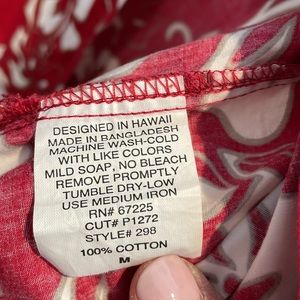 DESIGNED IN HAWAII
MADE IN BANGLADESH
MACHINE WASH-COLD
WITH LIKE COLORS
MILD SOAP, NO BLEACH
REMOVE PROMPTLY
TUMBLE DRY-LOW
USE MEDIUM IRON
RN# 67225
CUT# P1272
STYLE# 298
100% COTTON
M